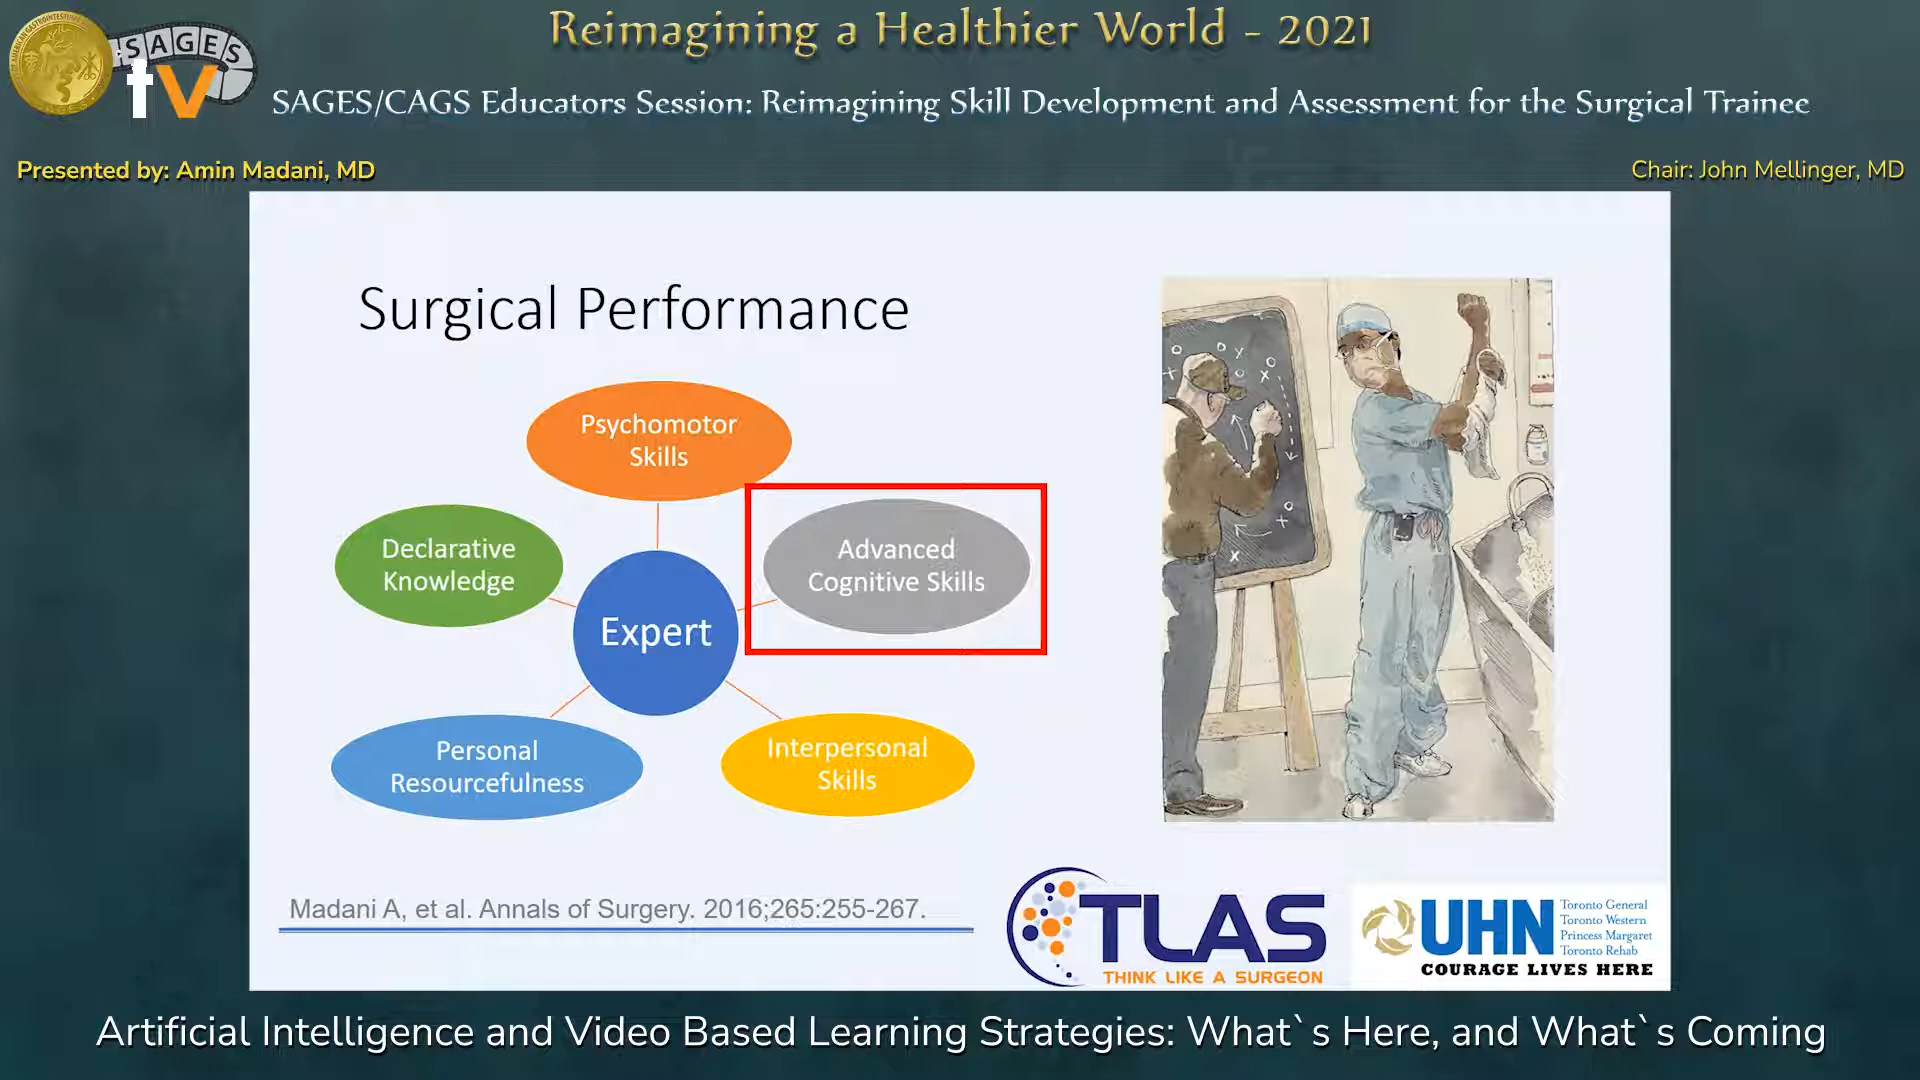 Reimagining a Healthier World - 2021
SAGES
tv
SAGES/CAGS Educators Session: Reimagining Skill Development and Assessment for the Surgical Trainee
Presented by: Amin Madani, MD
Chair: John Mellinger, MD
Surgical Performance
Psychomotor
Skills
Declarative
Knowledge
Advanced
Cognitive Skills
Expert
Personal
Resourcefulness
Interpersonal
Skills
Madani A, et al. Annals of Surgery. 2016;265:255-267.
TLAS
THINK LIKE A SURGEON
UHN
Toronto General
Toronto Western
Princess Margaret
Toronto Rehab
COURAGE LIVES HERE
Artificial Intelligence and Video Based Learning Strategies: What`s Here, and What`s Coming